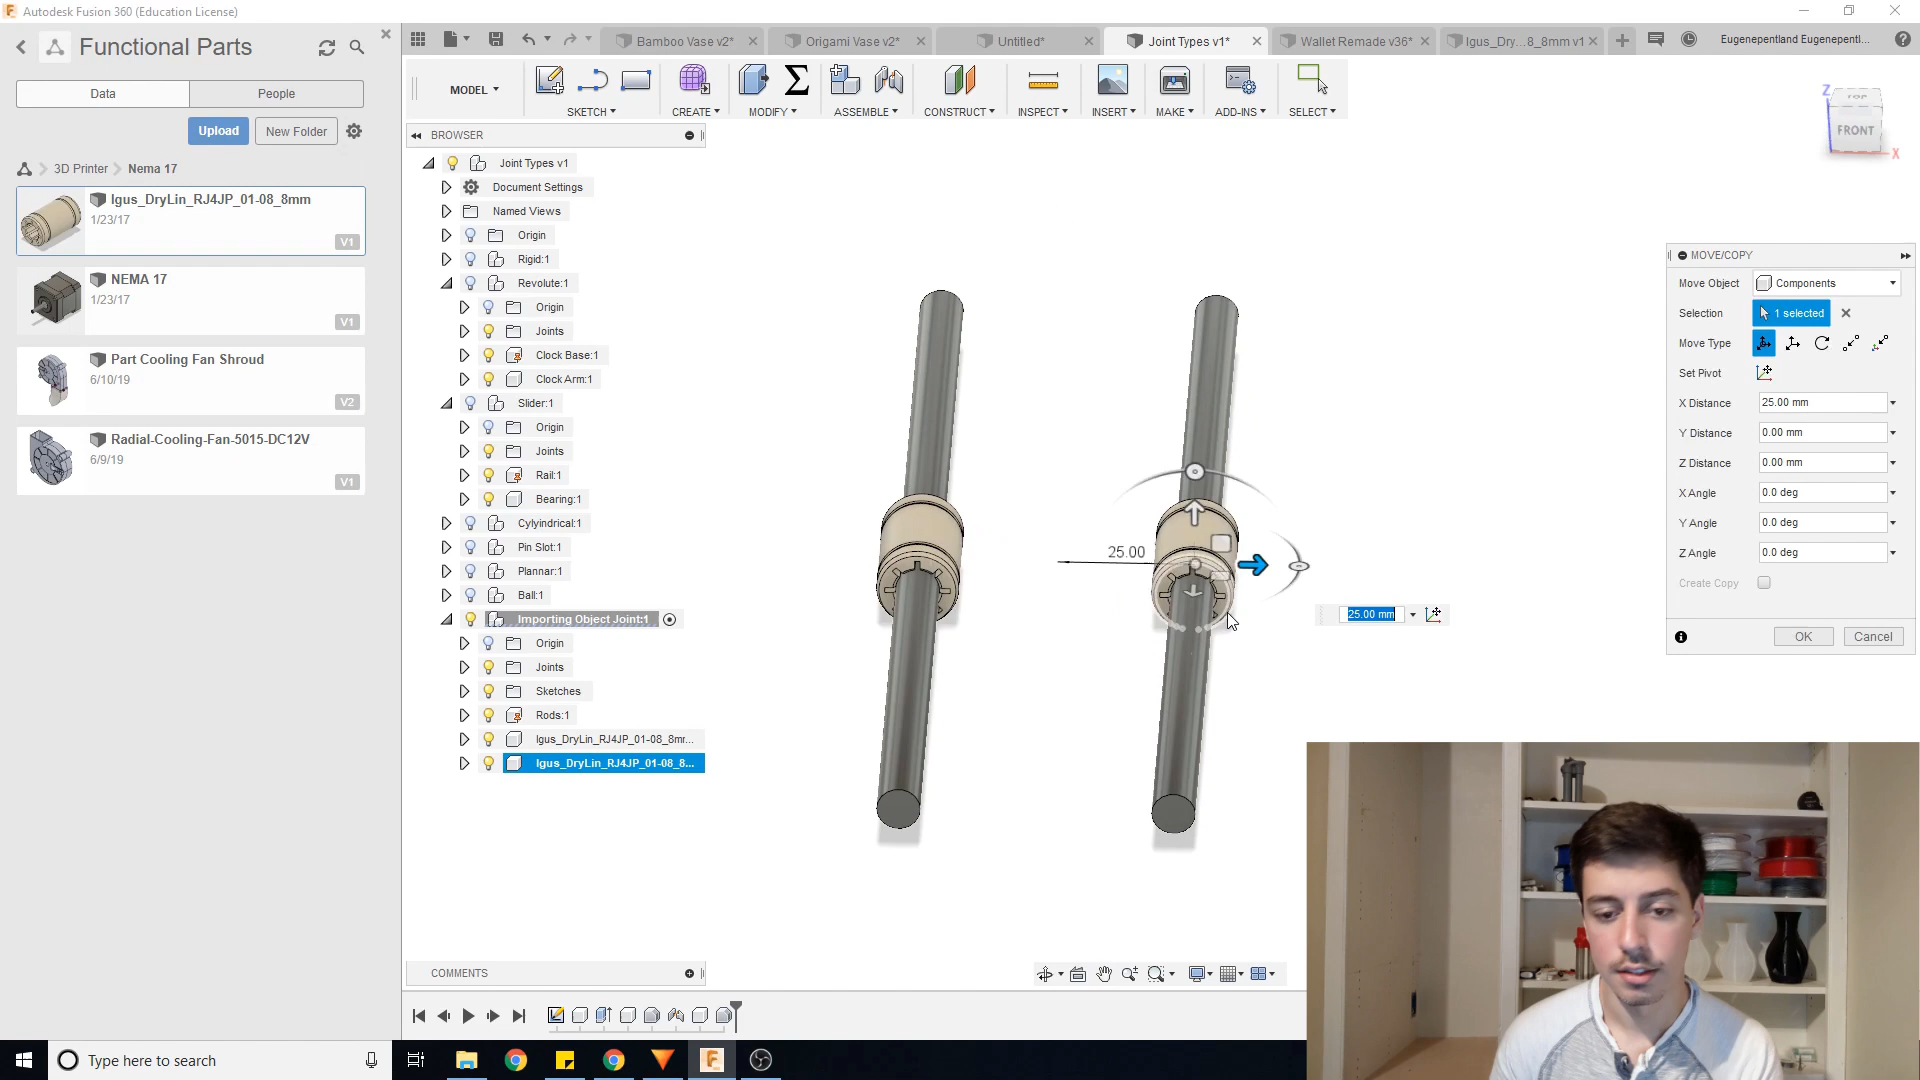 Autodesk Fusion 360 (Education License)
Functional Parts
Data
People
Upload
New Folder
3D Printer
Nema 17
Igus_DryLin_RJ4JP_01-08_8mm
1/23/17
V1
NEMA 17
1/23/17
V1
Part Cooling Fan Shroud
6/10/19
V2
Radial-Cooling-Fan-5015-DC12V
6/9/19
V1
Bamboo Vase v2*
Origami Vase v2*
Untitled*
Joint Types v1*
Wallet Remade v36*
Igus_Dry...8_8mm v1
Eugenepentland Eugenepentl...
MODEL
SKETCH
CREATE
MODIFY
ASSEMBLE
CONSTRUCT
INSPECT
INSERT
MAKE
ADD-INS
SELECT
BROWSER
Joint Types v1
Document Settings
Named Views
Origin
Rigid:1
Revolute:1
Origin
Joints
Clock Base:1
Clock Arm:1
Slider:1
Origin
Joints
Rail:1
Bearing:1
Cylyindrical:1
Pin Slot:1
Plannar:1
Ball:1
Importing Object Joint:1
Origin
Joints
Sketches
Rods:1
Igus_DryLin_RJ4JP_01-08_8mr...
Igus_DryLin_RJ4JP_01-08_8...
COMMENTS
25.00
25.00 mm
Z
TOP
FRONT
X
MOVE/COPY
Move Object
Components
Selection
1 selected
Move Type
Set Pivot
X Distance
25.00 mm
Y Distance
0.00 mm
Z Distance
0.00 mm
X Angle
0.0 deg
Y Angle
0.0 deg
Z Angle
0.0 deg
Create Copy
OK
Cancel
Type here to search